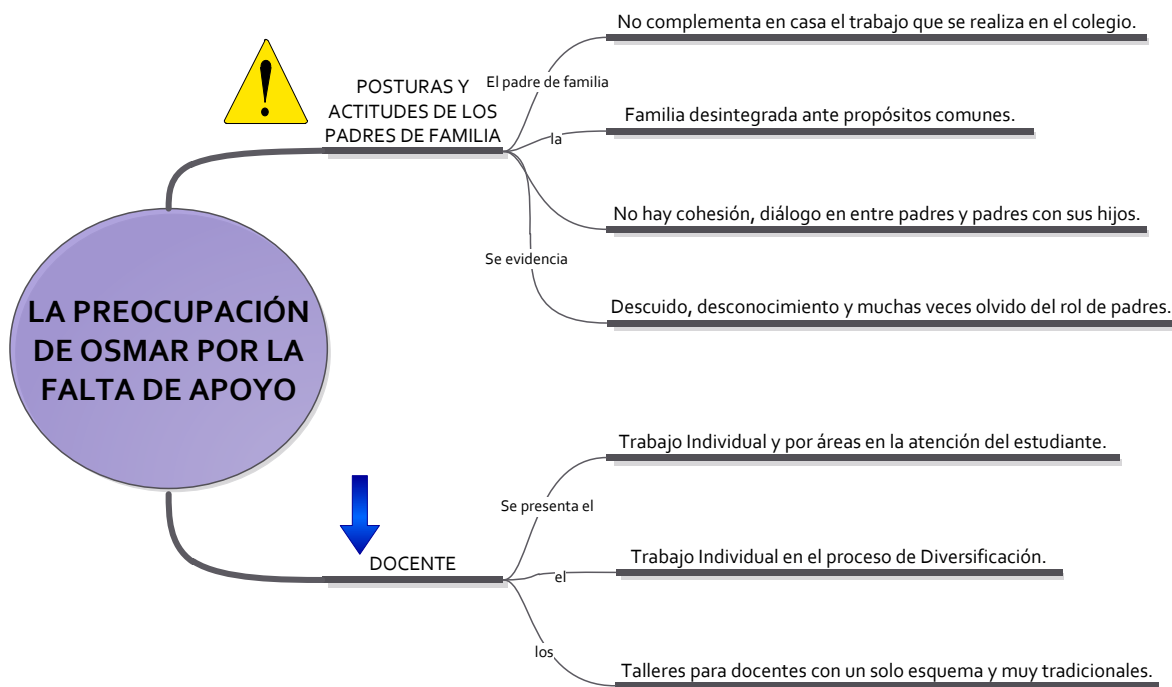 No complementa en casa el trabajo que se realiza en el colegio.
El padre de familia
POSTURAS Y
ACTITUDES DE LOS
PADRES DE FAMILIA
Familia desintegrada ante propósitos comunes.
la
No hay cohesión, diálogo en entre padres y padres con sus hijos.
Se evidencia
Descuido, desconocimiento y muchas veces olvido del rol de padres.
LA PREOCUPACIÓN
DE OSMAR POR LA
FALTA DE APOYO
Trabajo Individual y por áreas en la atención del estudiante.
Se presenta el
DOCENTE
Trabajo Individual en el proceso de Diversificación.
el
los
Talleres para docentes con un solo esquema y muy tradicionales.